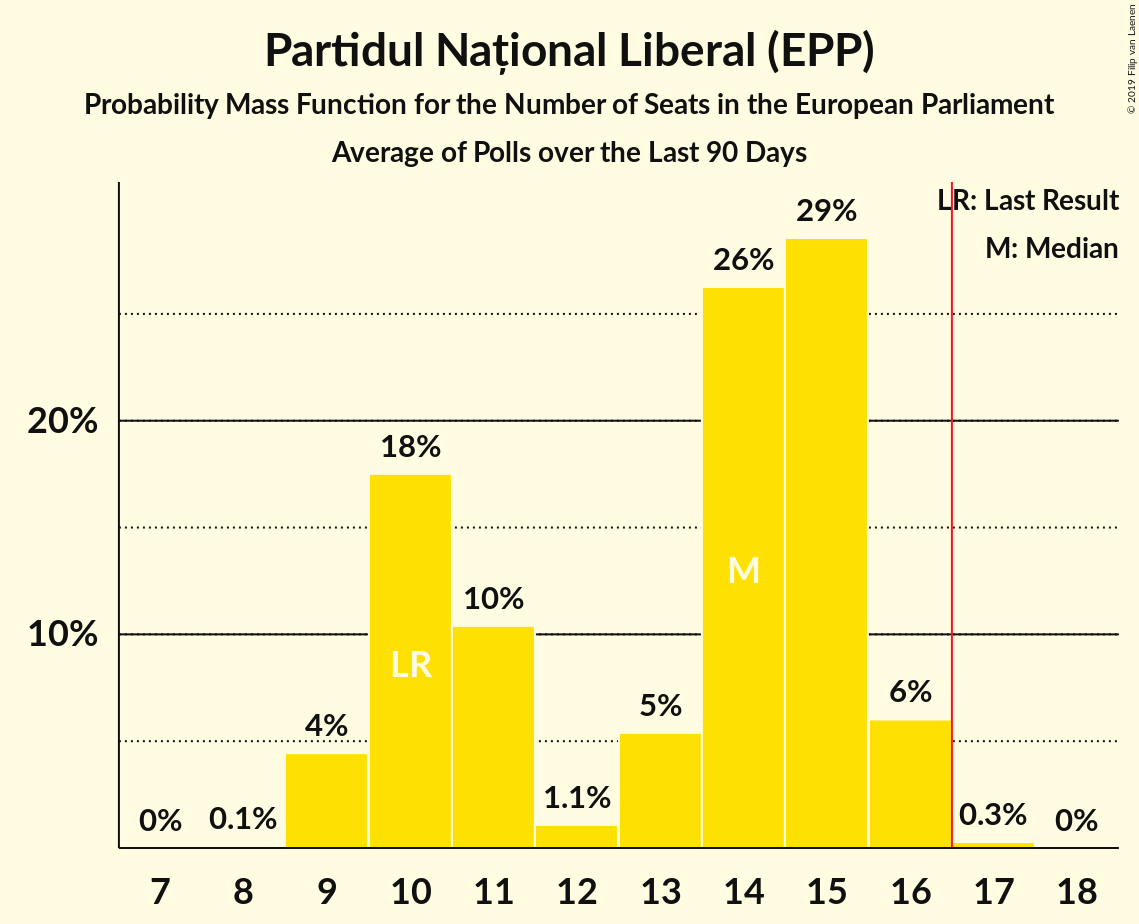 Partidul Național Liberal (EPP)
Probability Mass Function for the Number of Seats in the European Parliament
Average of Polls over the Last 90 Days
© 2019 Filip van Laenen
LR: Last Result
M: Median
29%
26%
20%
18%
10%
10%
6%
5%
4%
1.1%
0.3%
0.1%
0%
0%
M
LR
7 8 9 10 11 12 13 14 15 16 17 18